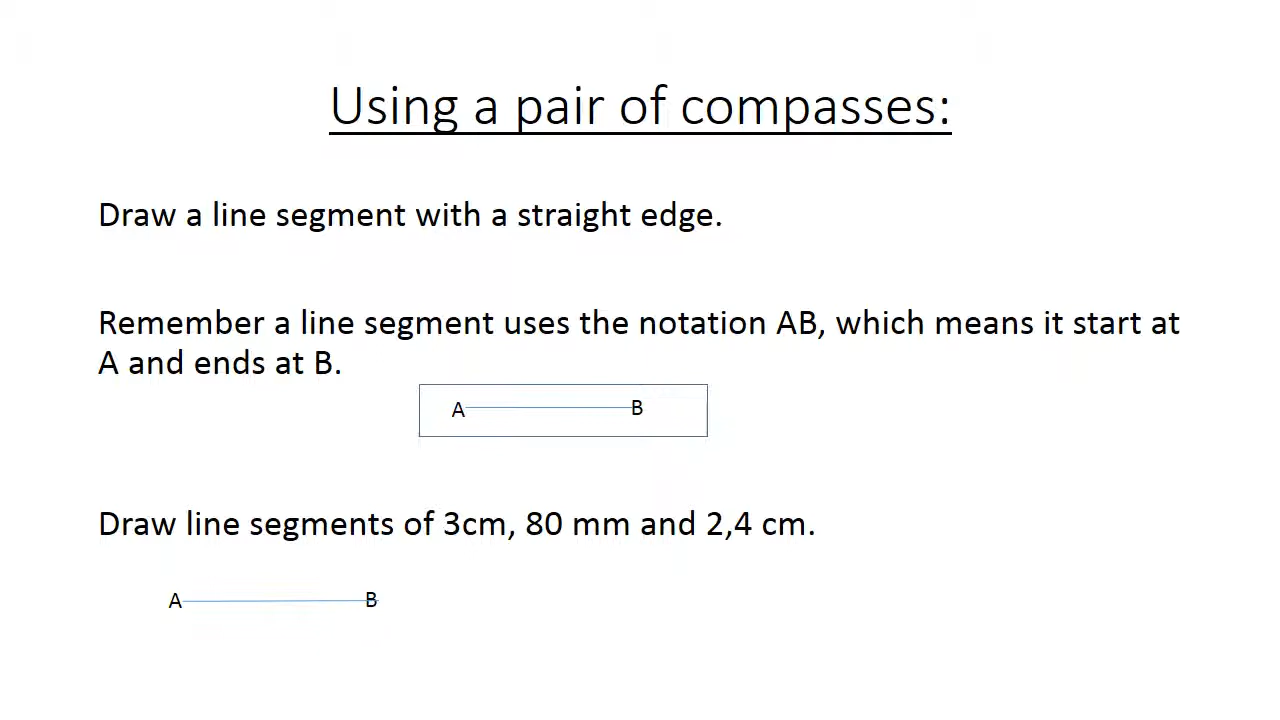 Using a pair of compasses:
Draw a line segment with a straight edge.
Remember a line segment uses the notation AB, which means it start at
A and ends at B.
A B
Draw line segments of 3cm, 80 mm and 2,4 cm.
A B